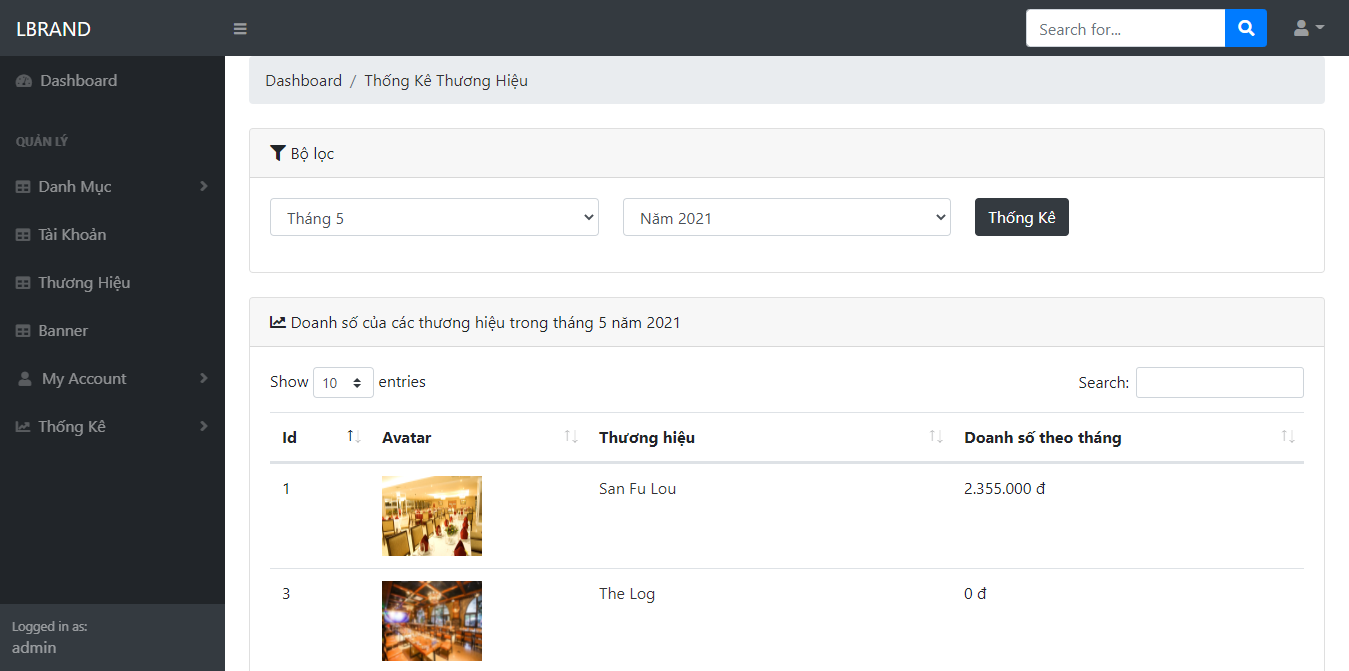 LBRAND
Search for...
Dashboard
QUẢN LÝ
Danh Mục
Tài Khoản
Thương Hiệu
Banner
My Account
Thống Kê
Logged in as:
admin
Dashboard / Thống Kê Thương Hiệu
Bộ lọc
Tháng 5 Năm 2021 Thống Kê
Doanh số của các thương hiệu trong tháng 5 năm 2021
Show 10 entries Search:
Id Avatar Thương hiệu Doanh số theo tháng
1 San Fu Lou 2.355.000 đ
3 The Log 0 đ